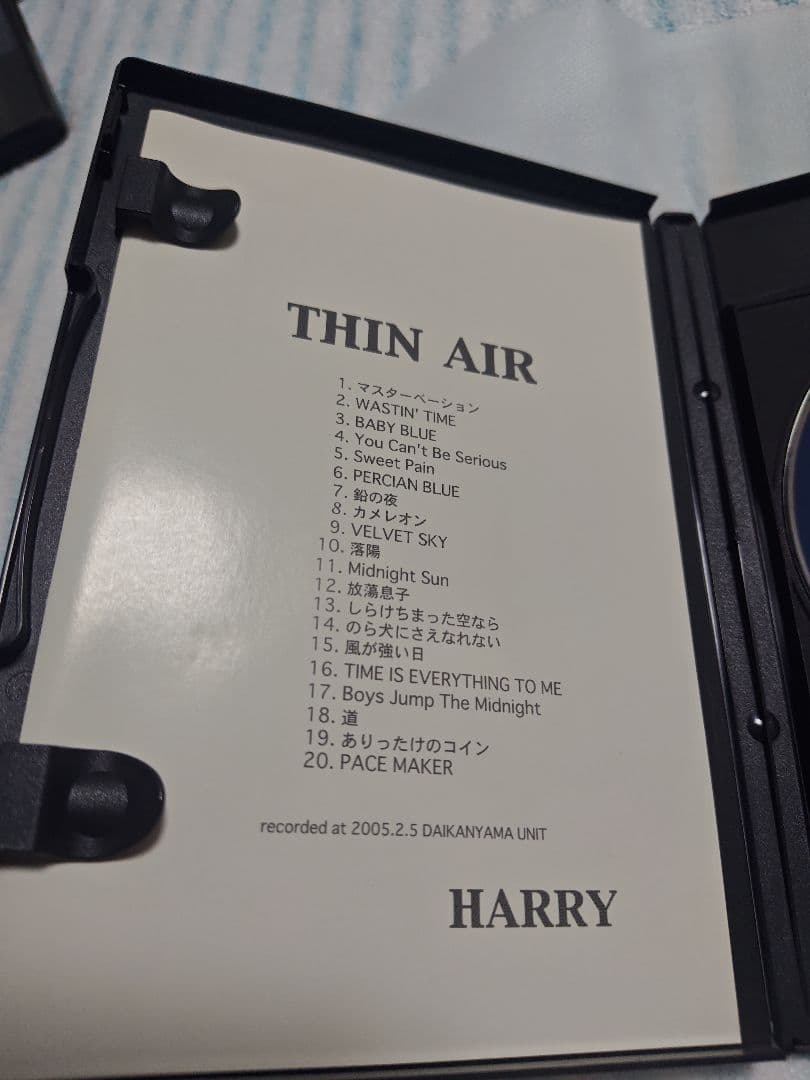 THIN AIR
1. マスターベーション
2. WASTIN' TIME
3. BABY BLUE
4. You Can't Be Serious
5. Sweet Pain
6. PERCIAN BLUE
7. 鉛の夜
8. カメレオン
9. VELVET SKY
10. 落陽
11. Midnight Sun
12. 放蕩息子
13. しらけちまった空なら
14. のら犬にさえなれない
15. 風が強い日
16. TIME IS EVERYTHING TO ME
17. Boys Jump The Midnight
18. 道
19. ありったけのコイン
20. PACE MAKER
recorded at 2005.2.5 DAIKANYAMA UNIT
HARRY